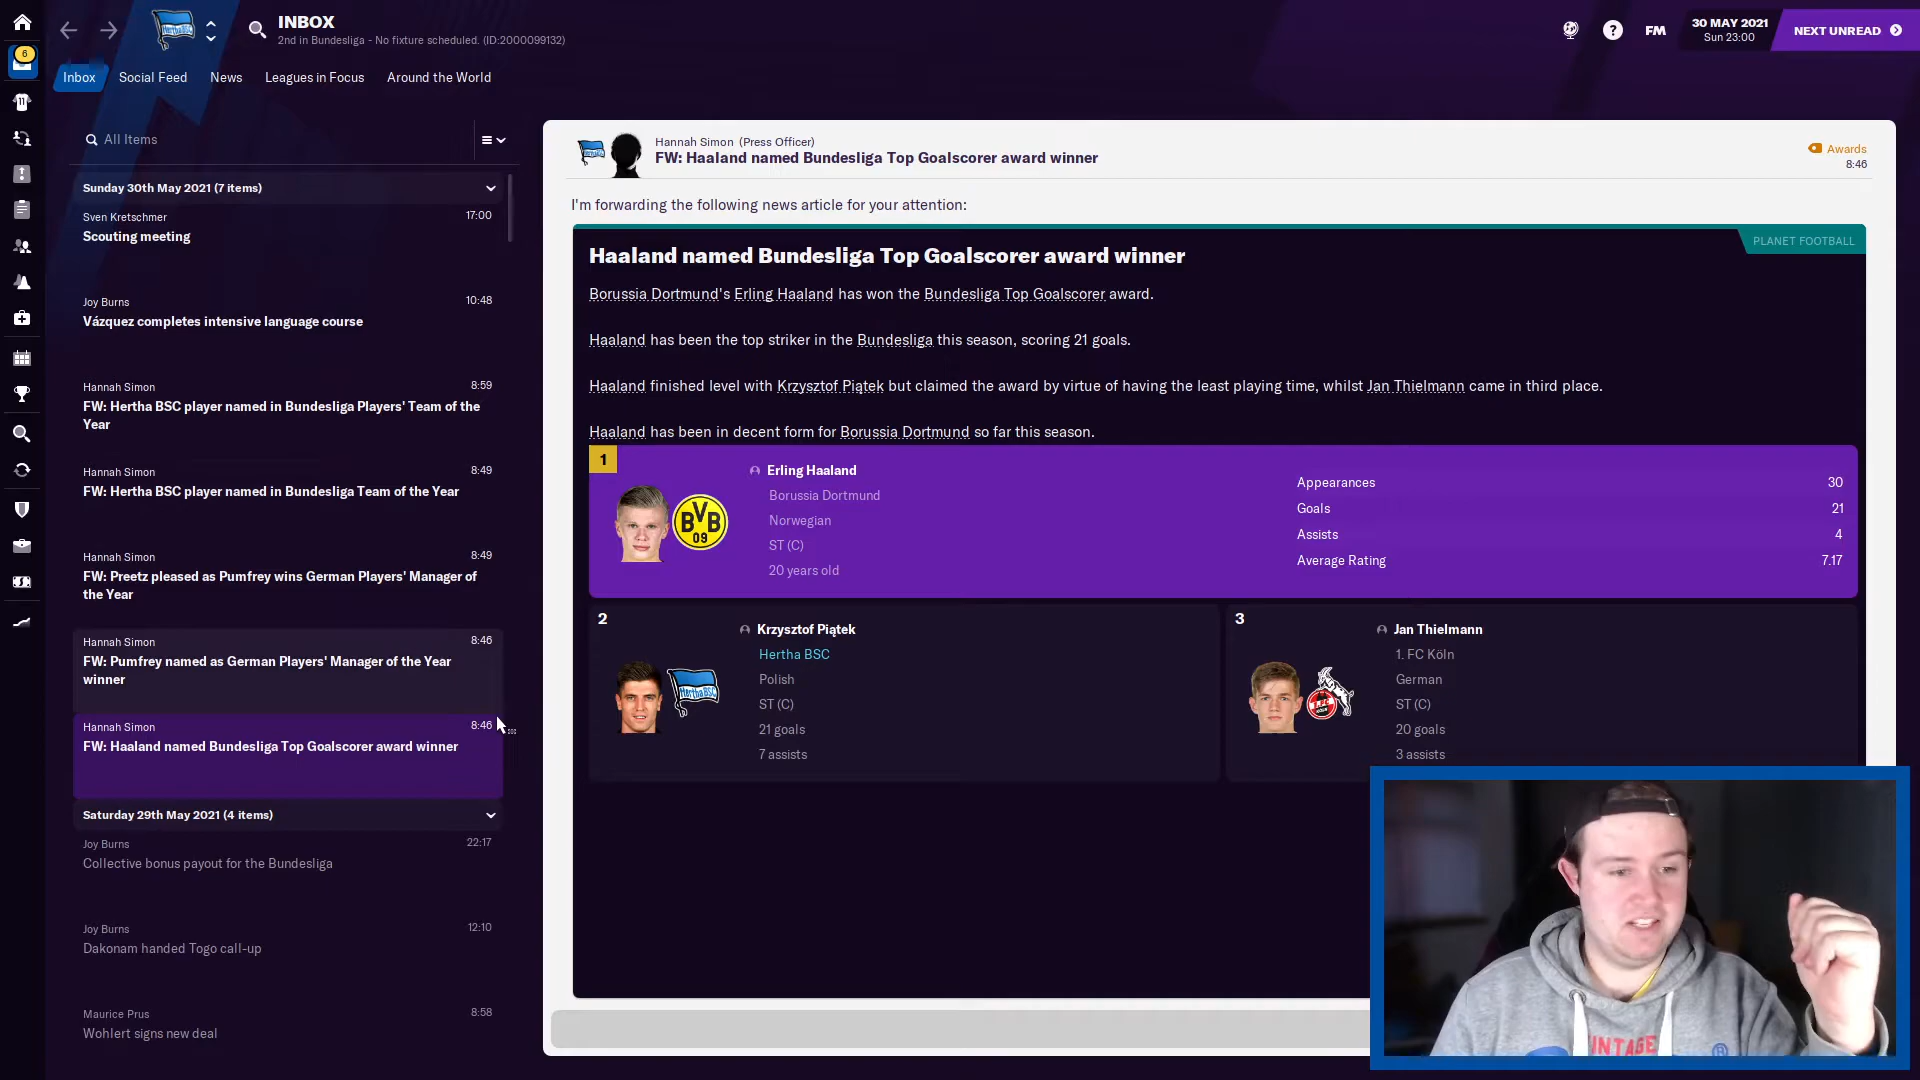 INBOX
2nd in Bundesliga - No fixture scheduled. (ID:2000099132)
FM
30 MAY 2021
Sun 23:00
NEXT UNREAD
6
11
Inbox
Social Feed
News
Leagues in Focus
Around the World
All Items
Sunday 30th May 2021 (7 items)
Sven Kretschmer 17:00
Scouting meeting
Joy Burns 10:48
Vázquez completes intensive language course
Hannah Simon 8:59
FW: Hertha BSC player named in Bundesliga Players' Team of the
Year
Hannah Simon 8:49
FW: Hertha BSC player named in Bundesliga Team of the Year
Hannah Simon 8:49
FW: Preetz pleased as Pumfrey wins German Players' Manager of
the Year
Hannah Simon 8:46
FW: Pumfrey named as German Players' Manager of the Year
winner
Hannah Simon 8:46
FW: Haaland named Bundesliga Top Goalscorer award winner
Saturday 29th May 2021 (4 items)
Joy Burns 22:17
Collective bonus payout for the Bundesliga
Joy Burns 12:10
Dakonam handed Togo call-up
Maurice Prus 8:58
Wohlert signs new deal
Hannah Simon (Press Officer)
FW: Haaland named Bundesliga Top Goalscorer award winner
Awards
8:46
I'm forwarding the following news article for your attention:
PLANET FOOTBALL
Haaland named Bundesliga Top Goalscorer award winner
Borussia Dortmund's Erling Haaland has won the Bundesliga Top Goalscorer award.
Haaland has been the top striker in the Bundesliga this season, scoring 21 goals.
Haaland finished level with Krzysztof Piątek but claimed the award by virtue of having the least playing time, whilst Jan Thielmann came in third place.
Haaland has been in decent form for Borussia Dortmund so far this season.
1
BVB
09
Erling Haaland
Borussia Dortmund
Norwegian
ST (C)
20 years old
Appearances 30
Goals 21
Assists 4
Average Rating 7.17
2
Hertha BSC
Krzysztof Piątek
Hertha BSC
Polish
ST (C)
21 goals
7 assists
3
Jan Thielmann
1. FC Köln
German
ST (C)
20 goals
3 assists